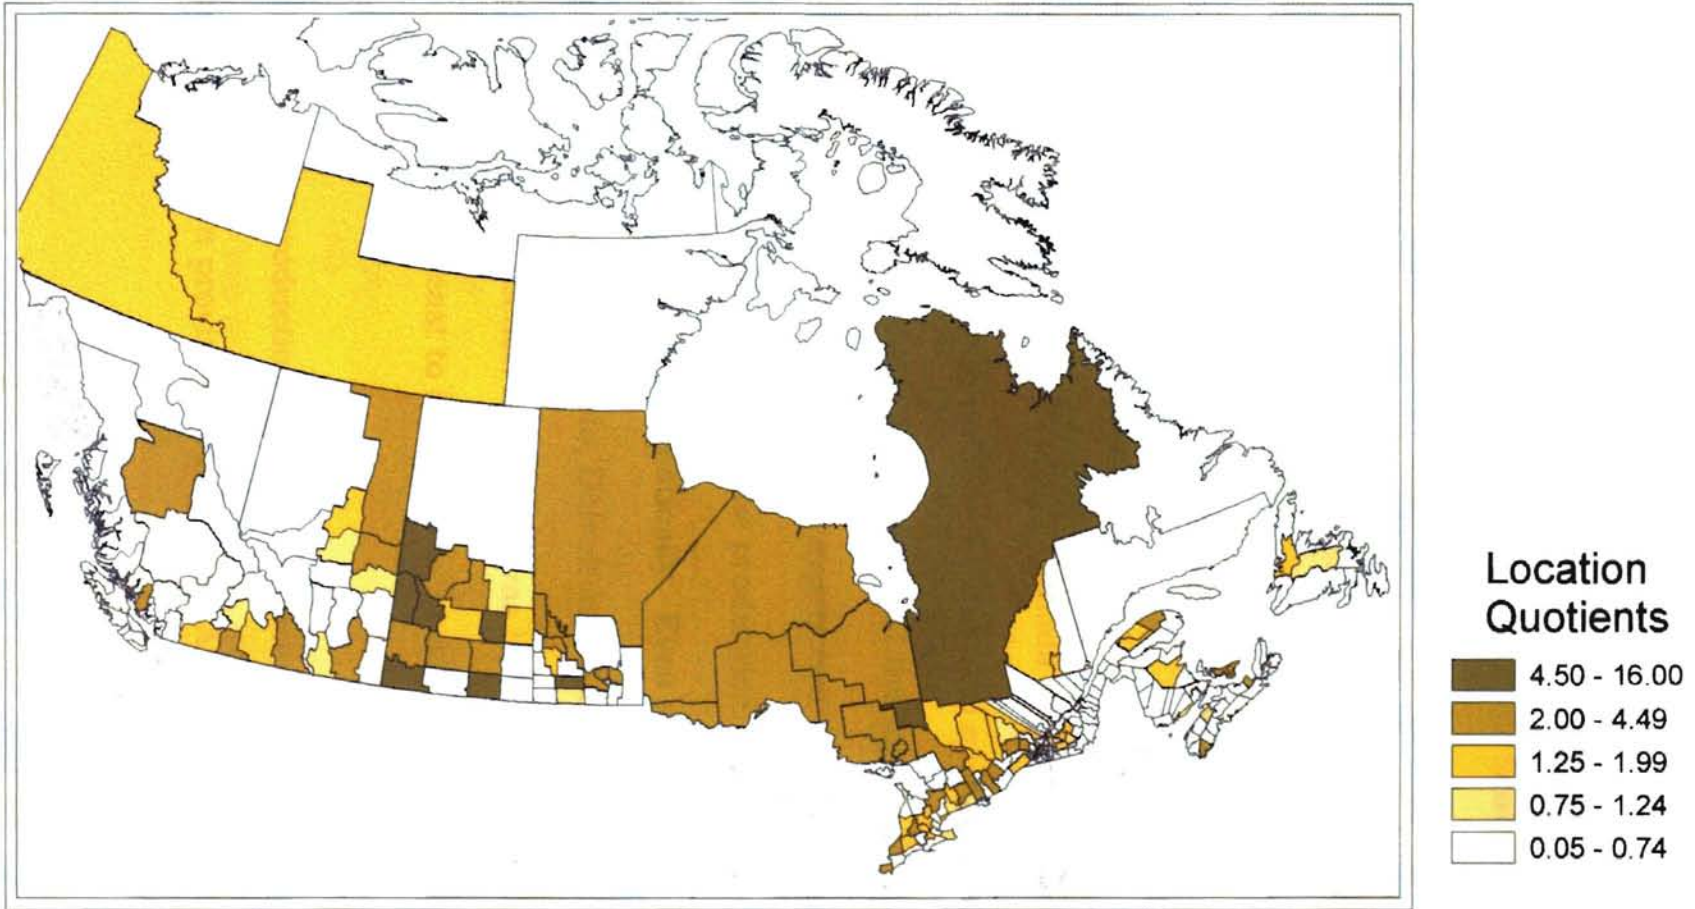 Location
Quotients
4.50 - 16.00
2.00 - 4.49
1.25 - 1.99
0.75 - 1.24
0.05 - 0.74